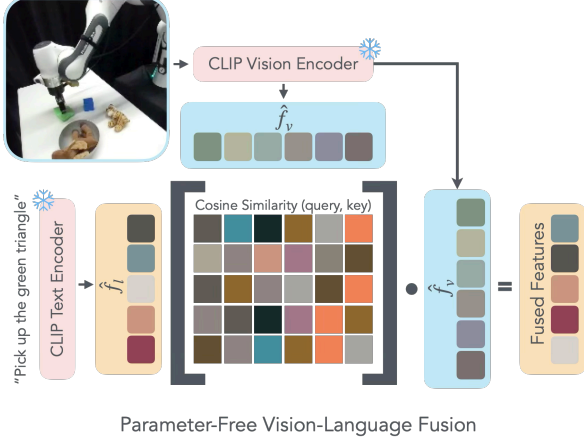 CLIP Vision Encoder
f̂v
"Pick up the green triangle"
CLIP Text Encoder
f̂l
Cosine Similarity (query, key)
f̂v
=
Fused Features
Parameter-Free Vision-Language Fusion